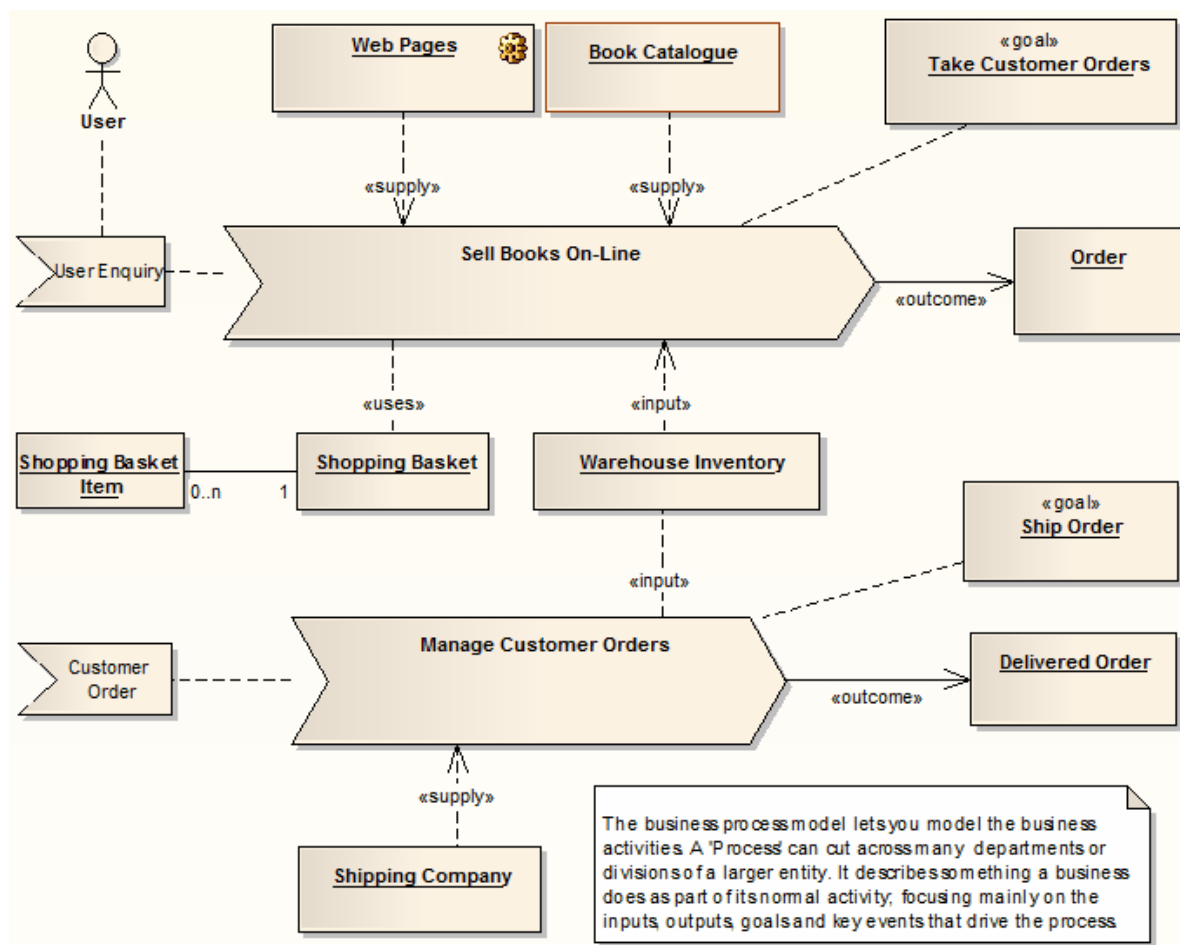 Web Pages
Book Catalogue
«goal»
Take Customer Orders
User
«supply»
«supply»
User Enquiry
Sell Books On-Line
Order
«outcome»
«uses»
«input»
Shopping Basket
Item
0..n
1
Shopping Basket
Warehouse Inventory
«goal»
Ship Order
«input»
Customer
Order
Manage Customer Orders
Delivered Order
«outcome»
«supply»
Shipping Company
The business process model lets you model the business
activities. A 'Process' can cut across many departments or
divisions of a larger entity. It describes something a business
does as part of its normal activity; focusing mainly on the
inputs, outputs, goals and key events that drive the process.